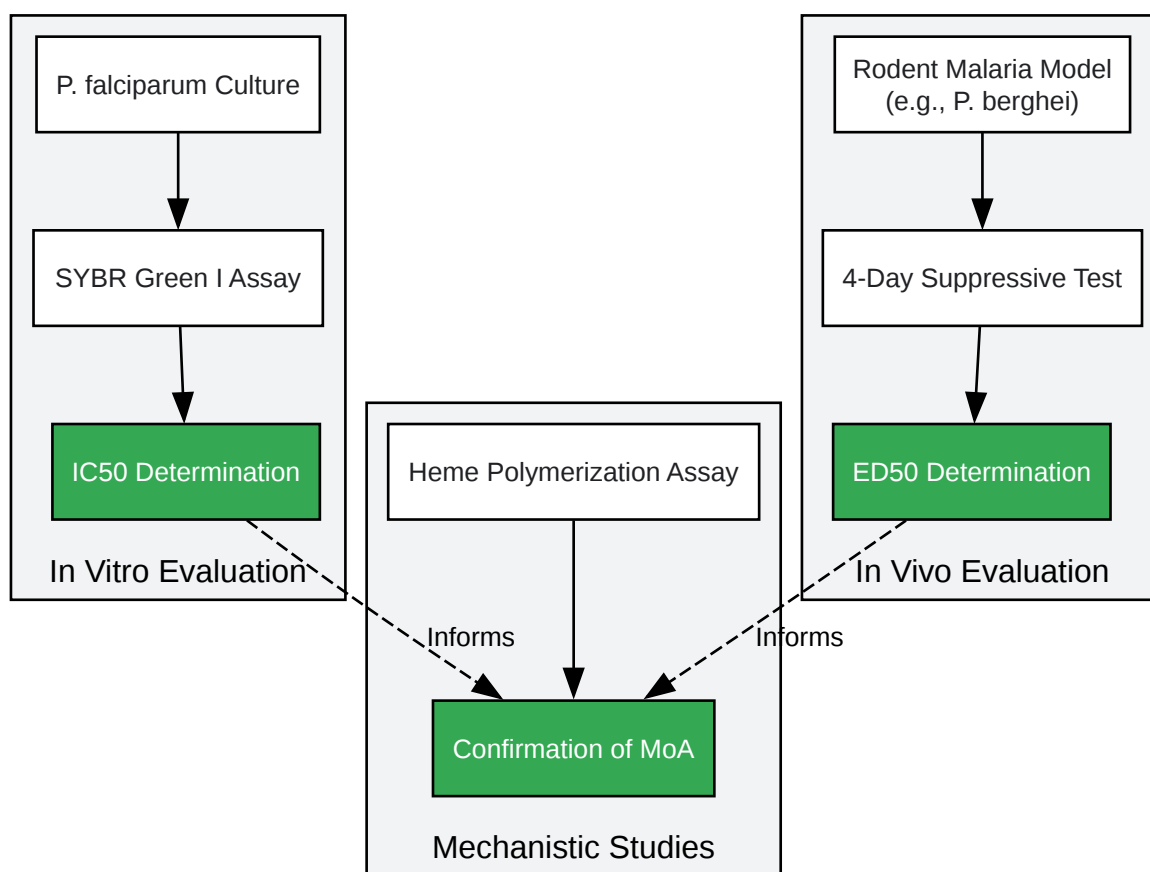 P. falciparum Culture
SYBR Green I Assay
IC50 Determination
In Vitro Evaluation
Rodent Malaria Model
(e.g., P. berghei)
4-Day Suppressive Test
ED50 Determination
In Vivo Evaluation
Heme Polymerization Assay
Informs
Informs
Confirmation of MoA
Mechanistic Studies